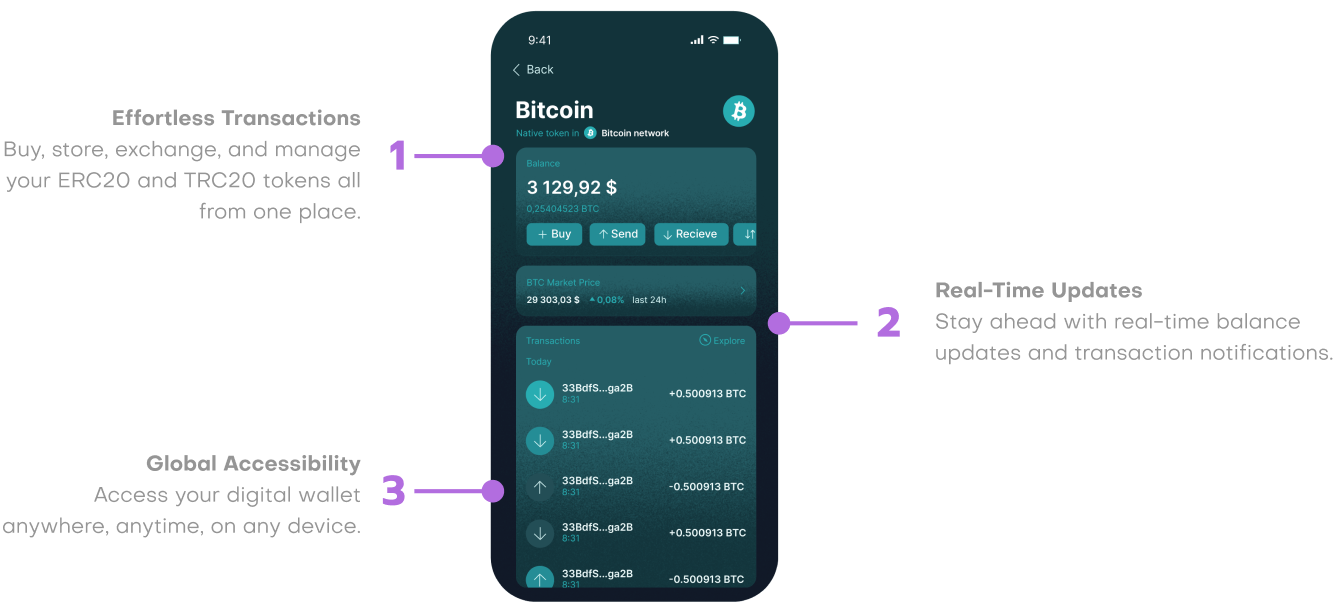 Effortless Transactions
Buy, store, exchange, and manage
your ERC20 and TRC20 tokens all
from one place.
1
Global Accessibility
Access your digital wallet
anywhere, anytime, on any device.
3
9:41
Back
Bitcoin
Native token in Bitcoin network
Balance
3 129,92 $
0,25404523 BTC
+ Buy ↑ Send ↓ Recieve ↓↑
BTC Market Price
29 303,03 $ 0,08% last 24h
Transactions Explore
Today
33BdfS...ga2B +0.500913 BTC
8:31
33BdfS...ga2B +0.500913 BTC
8:31
33BdfS...ga2B -0.500913 BTC
8:31
33BdfS...ga2B +0.500913 BTC
8:31
33BdfS...ga2B -0.500913 BTC
8:31
2
Real-Time Updates
Stay ahead with real-time balance
updates and transaction notifications.